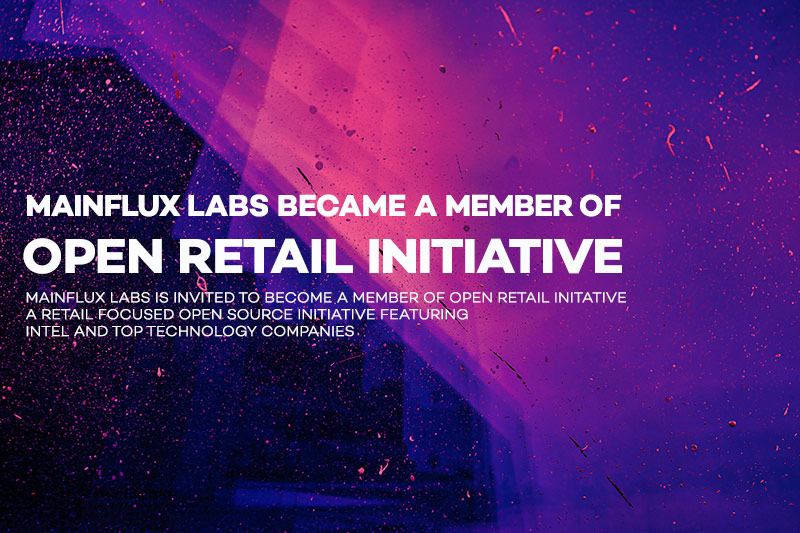 MAINFLUX LABS BECAME A MEMBER OF
OPEN RETAIL INITIATIVE
MAINFLUX LABS IS INVITED TO BECOME A MEMBER OF OPEN RETAIL INITATIVE
A RETAIL FOCUSED OPEN SOURCE INITIATIVE FEATURING
INTEL AND TOP TECHNOLOGY COMPANIES